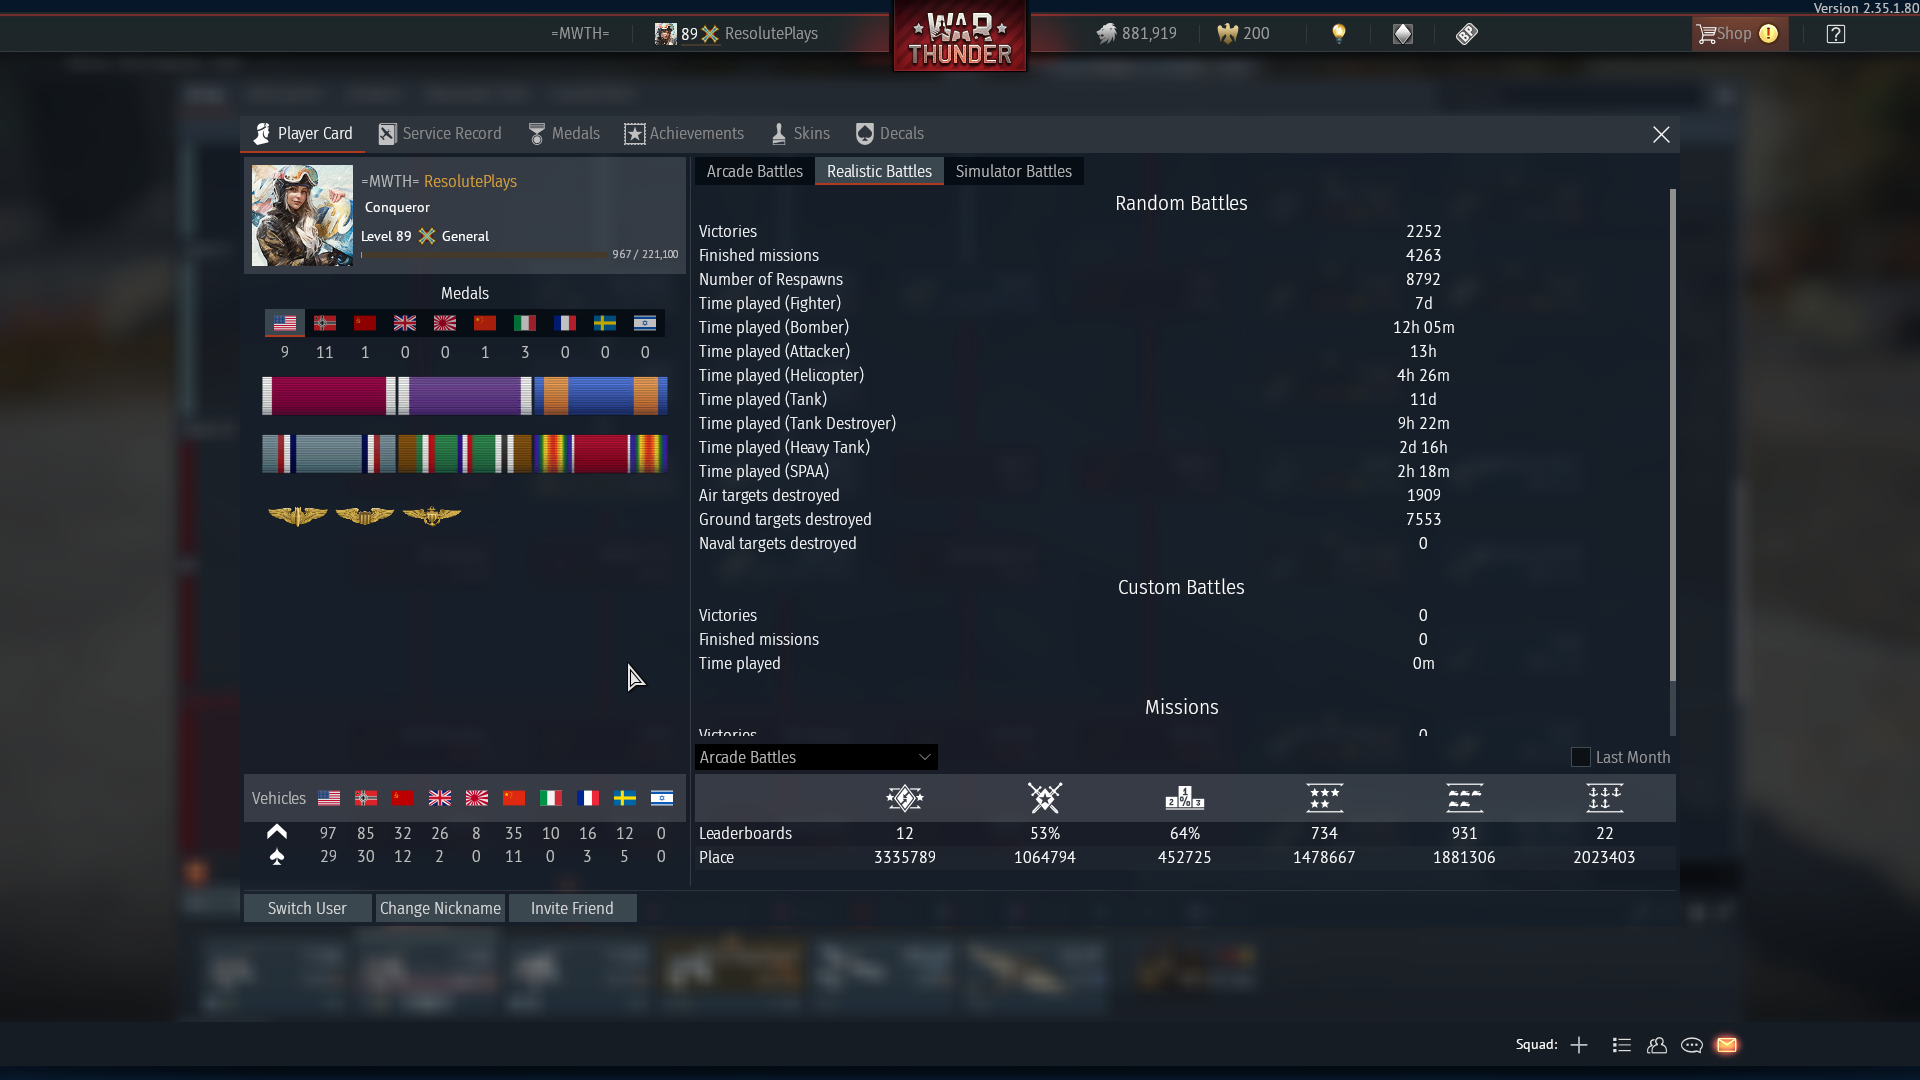 Version 2.35.1.80
=MWTH= 89 ResolutePlays WAR THUNDER 881,919 200 BP Shop ! ?
Player Card Service Record Medals Achievements Skins Decals
=MWTH= ResolutePlays
Conqueror
Level 89 General
967 / 221,100
Medals
9 11 1 0 0 1 3 0 0 0
Vehicles
97 85 32 26 8 35 10 16 12 0
29 30 12 2 0 11 0 3 5 0
Arcade Battles Realistic Battles Simulator Battles
Random Battles
Victories 2252
Finished missions 4263
Number of Respawns 8792
Time played (Fighter) 7d
Time played (Bomber) 12h 05m
Time played (Attacker) 13h
Time played (Helicopter) 4h 26m
Time played (Tank) 11d
Time played (Tank Destroyer) 9h 22m
Time played (Heavy Tank) 2d 16h
Time played (SPAA) 2h 18m
Air targets destroyed 1909
Ground targets destroyed 7553
Naval targets destroyed 0
Custom Battles
Victories 0
Finished missions 0
Time played 0m
Missions
Victories 0
Arcade Battles Last Month
Leaderboards 12 53% 64% 734 931 22
Place 3335789 1064794 452725 1478667 1881306 2023403
Switch User Change Nickname Invite Friend
Squad: